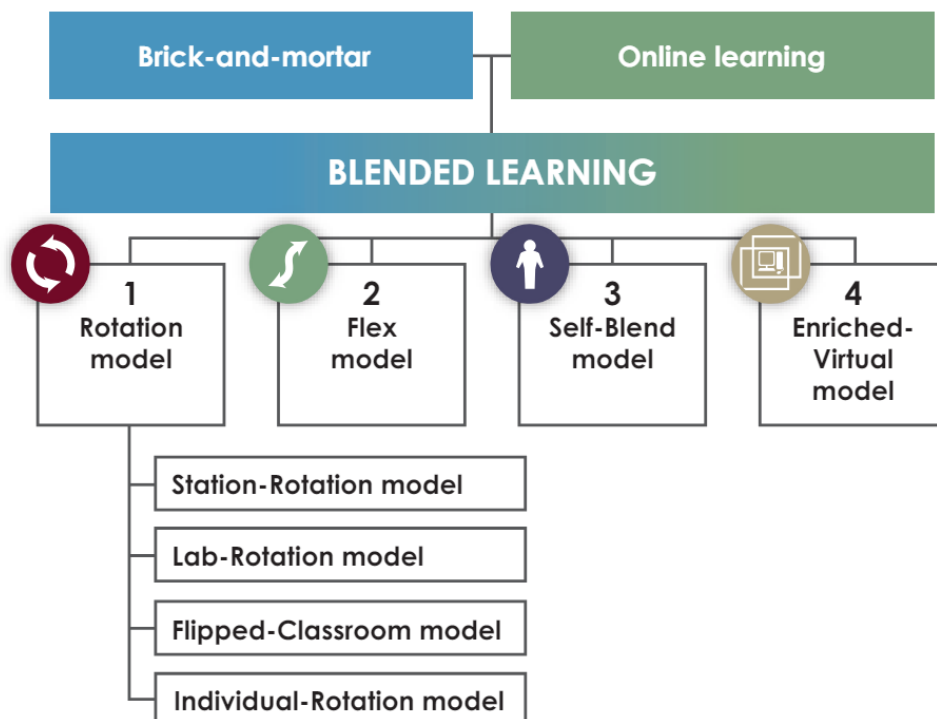 Brick-and-mortar
Online learning
BLENDED LEARNING
1
Rotation
model
2
Flex
model
3
Self-Blend
model
4
Enriched-
Virtual
model
Station-Rotation model
Lab-Rotation model
Flipped-Classroom model
Individual-Rotation model